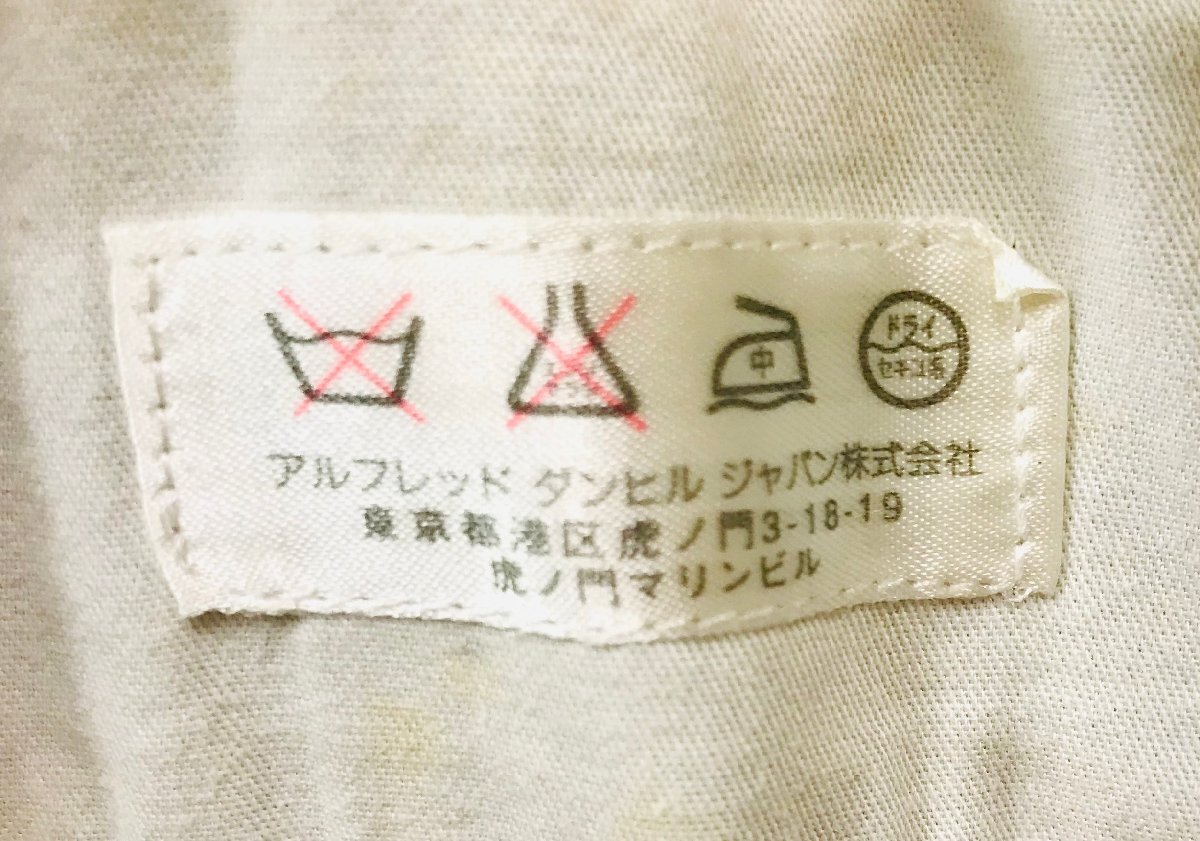 中
ドライ
セキユ系
アルフレッド ダンヒル ジャパン株式会社
東京都港区虎ノ門3-18-19
虎ノ門マリンビル